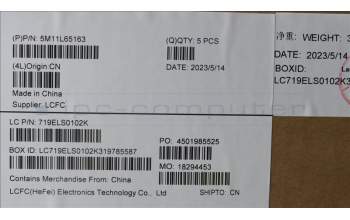 (P)P/N: 5M11L65163
(Q)QTY: 5 PCS
(4L)Origin CN
DATE: 2023/5/14
Made in China
Supplier: LCFC
净重: WEIGHT: 3
DATE: 2023/5/14
BOXID:
LC719ELS0102K
LC P/N: 719ELS0102K
PO: 4501985525
BOX ID: LC719ELS0102K319785587
MO: 18294453
Contains Merchandise From: China
LCFC(HeFei) Electronics Technology Co., Ltd
SHIPTO: CN